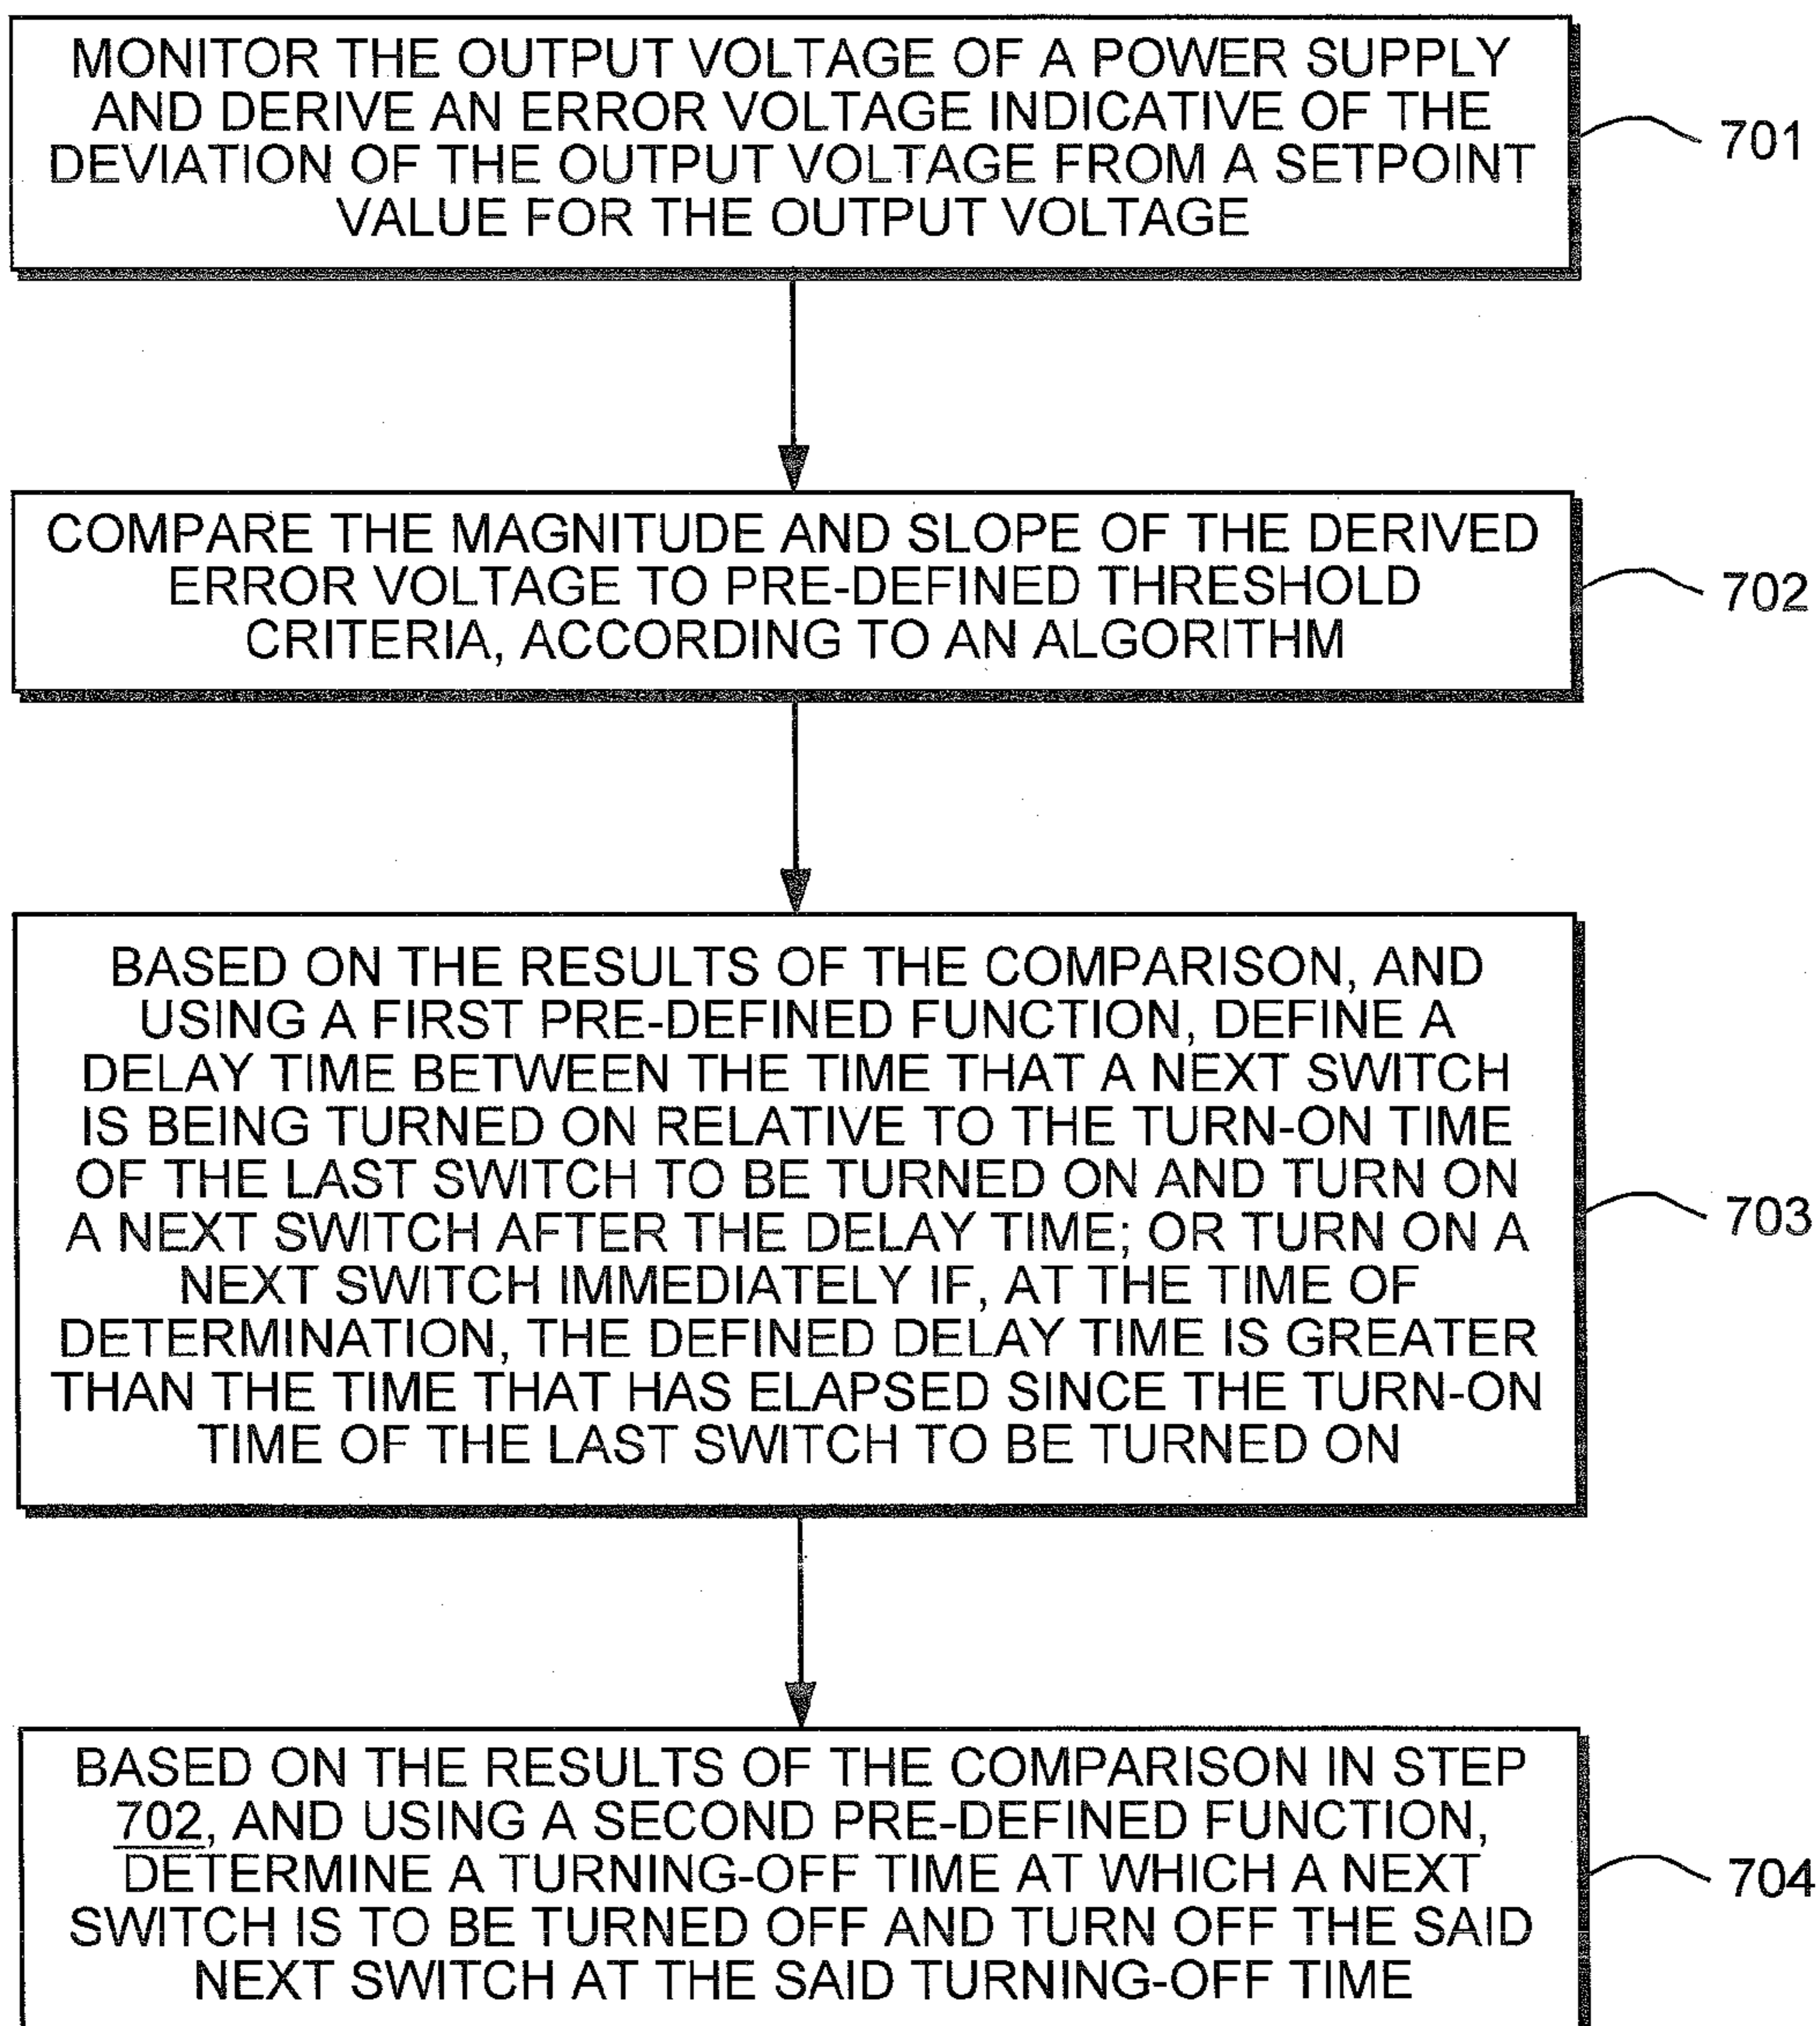 MONITOR THE OUTPUT VOLTAGE OF A POWER SUPPLY
AND DERIVE AN ERROR VOLTAGE INDICATIVE OF THE
DEVIATION OF THE OUTPUT VOLTAGE FROM A SETPOINT
VALUE FOR THE OUTPUT VOLTAGE
701
COMPARE THE MAGNITUDE AND SLOPE OF THE DERIVED
ERROR VOLTAGE TO PRE-DEFINED THRESHOLD
CRITERIA, ACCORDING TO AN ALGORITHM
702
BASED ON THE RESULTS OF THE COMPARISON, AND
USING A FIRST PRE-DEFINED FUNCTION, DEFINE A
DELAY TIME BETWEEN THE TIME THAT A NEXT SWITCH
IS BEING TURNED ON RELATIVE TO THE TURN-ON TIME
OF THE LAST SWITCH TO BE TURNED ON AND TURN ON
A NEXT SWITCH AFTER THE DELAY TIME; OR TURN ON A
NEXT SWITCH IMMEDIATELY IF, AT THE TIME OF
DETERMINATION, THE DEFINED DELAY TIME IS GREATER
THAN THE TIME THAT HAS ELAPSED SINCE THE TURN-ON
TIME OF THE LAST SWITCH TO BE TURNED ON
703
BASED ON THE RESULTS OF THE COMPARISON IN STEP
702, AND USING A SECOND PRE-DEFINED FUNCTION,
DETERMINE A TURNING-OFF TIME AT WHICH A NEXT
SWITCH IS TO BE TURNED OFF AND TURN OFF THE SAID
NEXT SWITCH AT THE SAID TURNING-OFF TIME
704